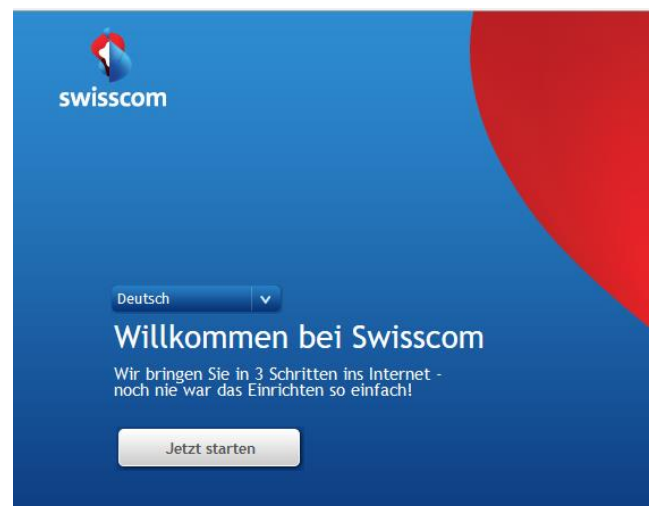 swisscom
Deutsch
Willkommen bei Swisscom
Wir bringen Sie in 3 Schritten ins Internet -
noch nie war das Einrichten so einfach!
Jetzt starten